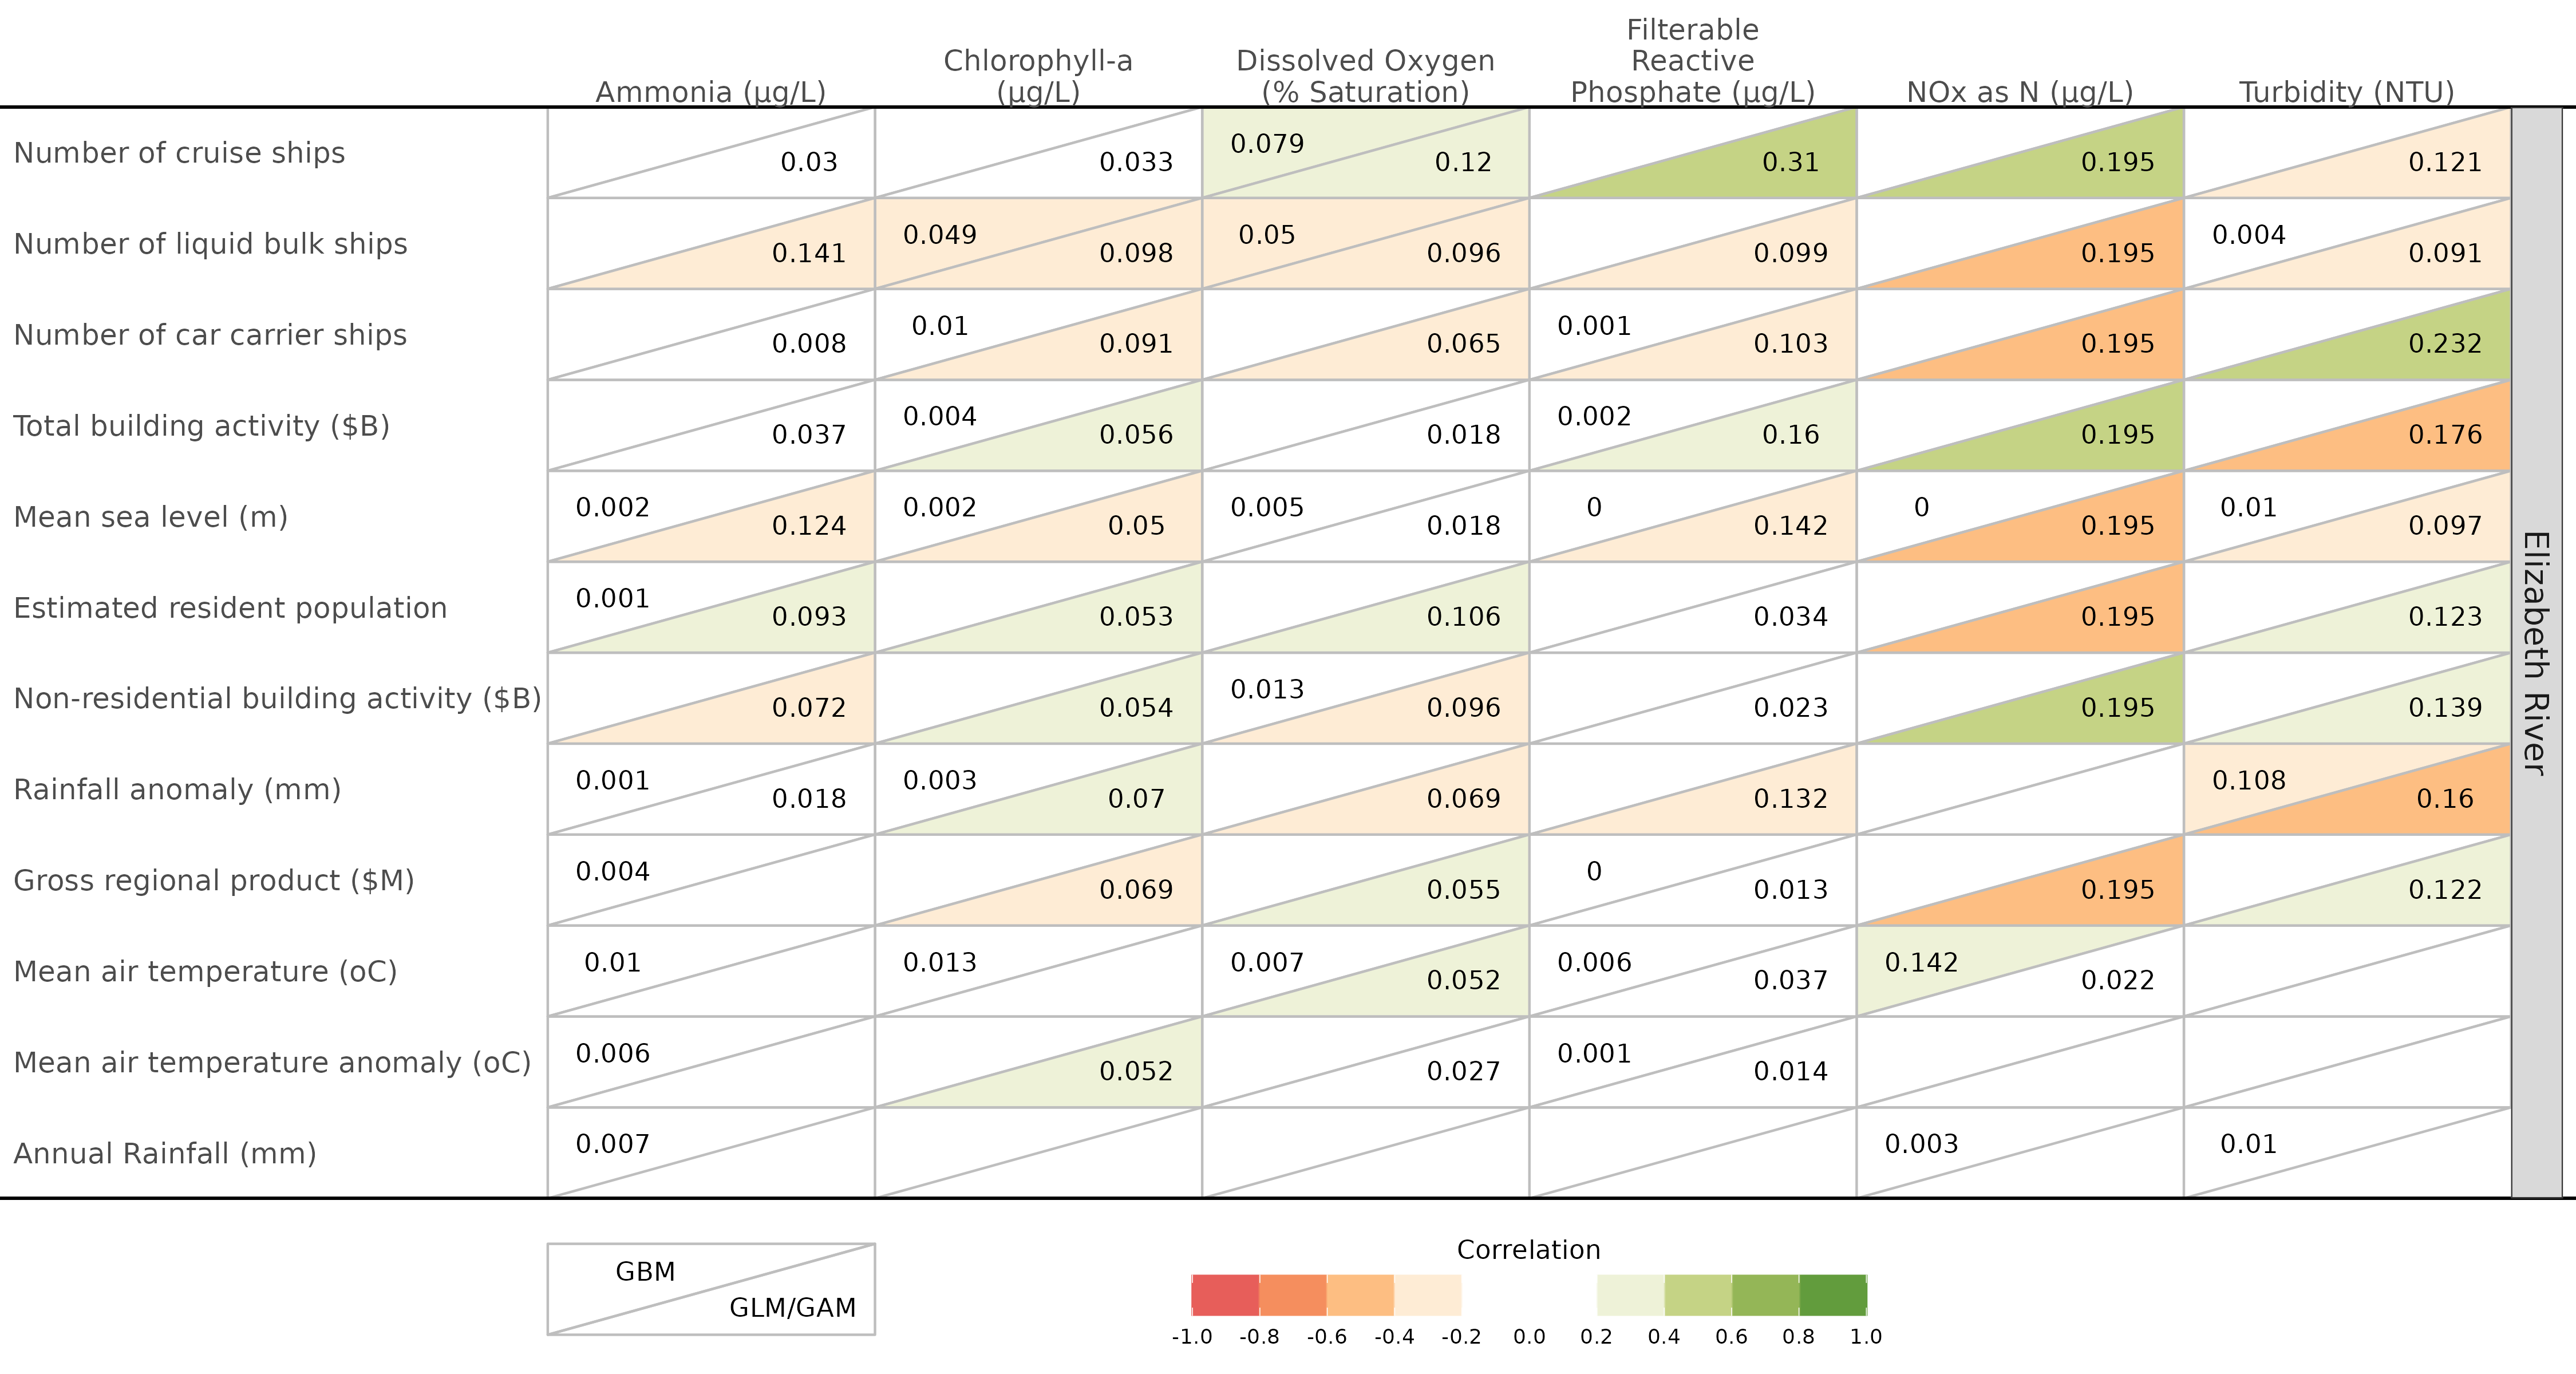 Filterable
Chlorophyll-a Dissolved Oxygen Reactive
Ammonia (µg/L) (µg/L) (% Saturation) Phosphate (µg/L) NOx as N (µg/L) Turbidity (NTU)
Number of cruise ships 0.03 0.033 0.079 0.12 0.31 0.195 0.121
Number of liquid bulk ships 0.141 0.049 0.098 0.05 0.096 0.099 0.195 0.004 0.091
Number of car carrier ships 0.008 0.01 0.091 0.065 0.001 0.103 0.195 0.232
Total building activity ($B) 0.037 0.004 0.056 0.018 0.002 0.16 0.195 0.176
Mean sea level (m) 0.002 0.124 0.002 0.05 0.005 0.018 0 0.142 0 0.195 0.01 0.097
Estimated resident population 0.001 0.093 0.053 0.106 0.034 0.195 0.123
Non-residential building activity ($B) 0.072 0.054 0.013 0.096 0.023 0.195 0.139
Rainfall anomaly (mm) 0.001 0.018 0.003 0.07 0.069 0.132 0.108 0.16
Gross regional product ($M) 0.004 0.069 0.055 0 0.013 0.195 0.122
Mean air temperature (oC) 0.01 0.013 0.007 0.052 0.006 0.037 0.142 0.022
Mean air temperature anomaly (oC) 0.006 0.052 0.027 0.001 0.014
Annual Rainfall (mm) 0.007 0.003 0.01
Elizabeth River
GBM
GLM/GAM
Correlation
-1.0 -0.8 -0.6 -0.4 -0.2 0.0 0.2 0.4 0.6 0.8 1.0